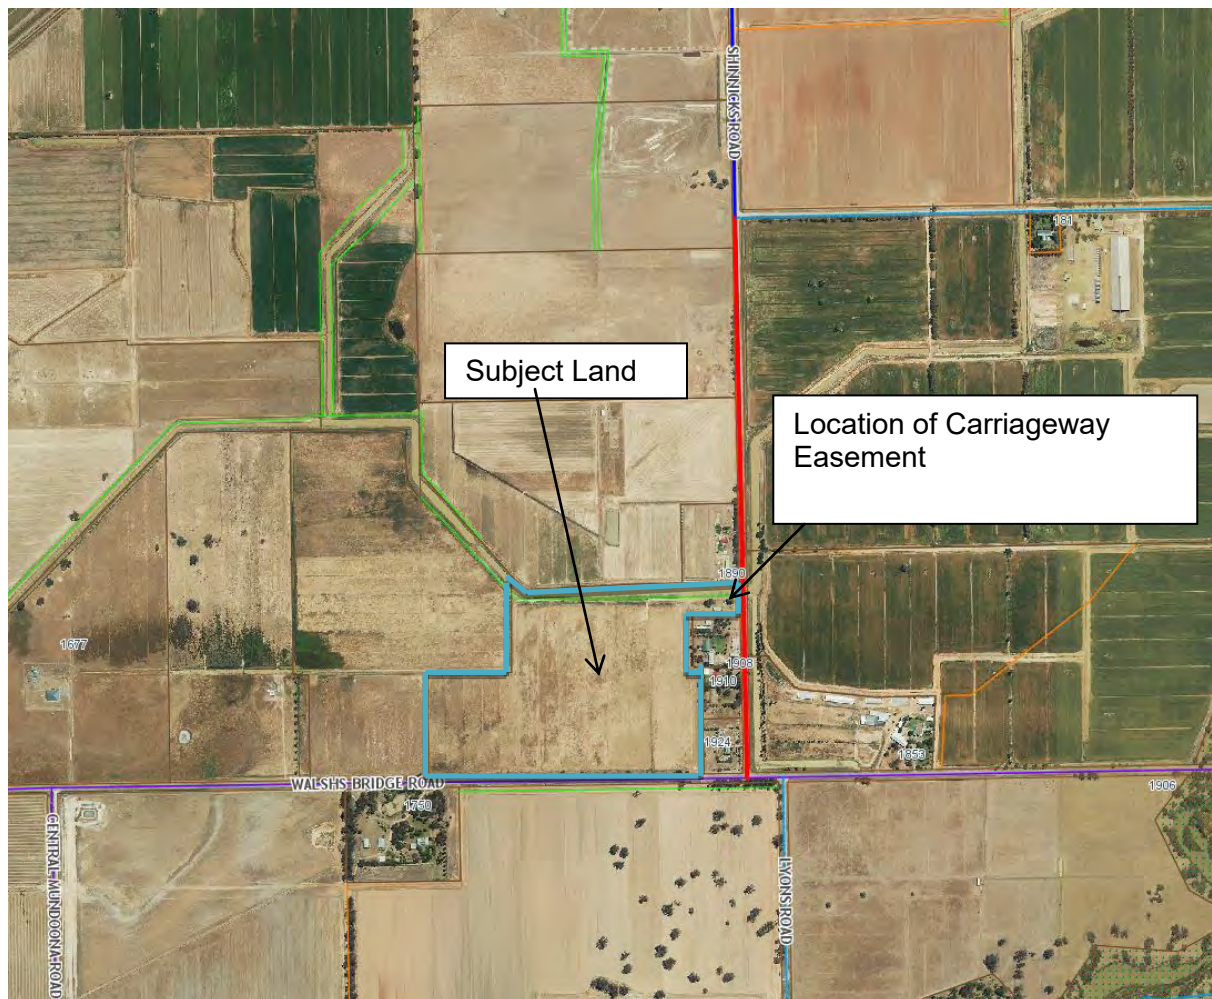 SHINNICKS ROAD
181
Subject Land
Location of Carriageway
Easement
1890
1677
1908
1910
1924
1853
WALSHS BRIDGE ROAD
1750
1906
CENTRAL MUNDOONA ROAD
LYONS ROAD